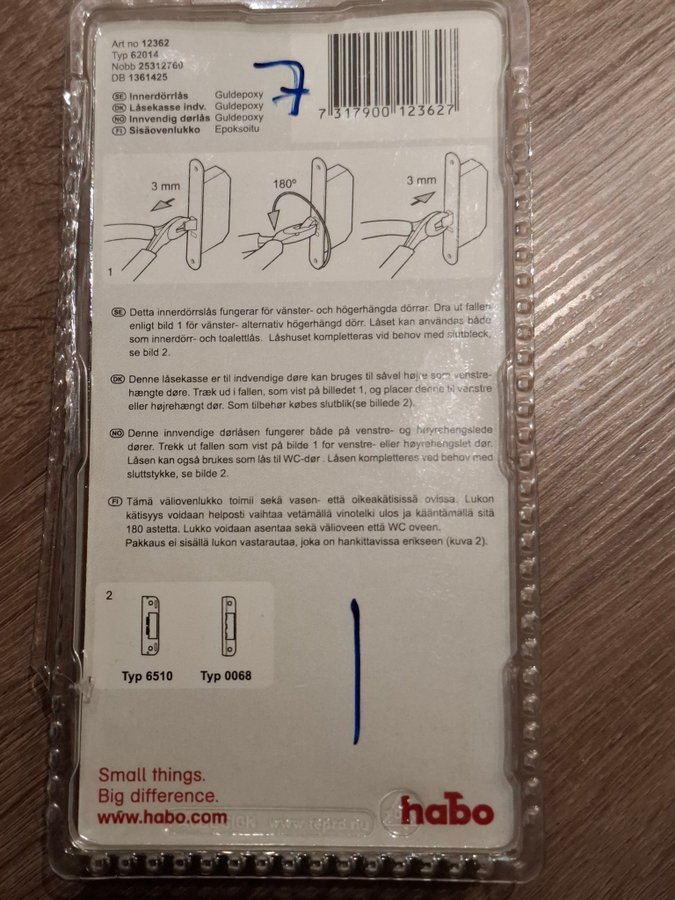 Art no 12362
Typ 62014
Nobb 25312760
DB 1361425
7
7 317900 123627
SE Innerdörrlås Guldepoxy
DK Låsekasse indv. Guldepoxy
NO Innvendig dørlås Guldepoxy
FI Sisäovenlukko Epoksoitu
3 mm
180º
3 mm
1
SE Detta innerdörrslås fungerar för vänster- och högerhängda dörrar. Dra ut fallen
enligt bild 1 för vänster- alternativ högerhängd dörr. Låset kan användas både
som innerdörr- och toalettlås. Låshuset kompletteras vid behov med slutbleck,
se bild 2.
DK Denne låsekasse er til indvendige døre kan bruges til såvel højre som venstre-
hængte døre. Træk ud i fallen, som vist på billedet 1, og placer denne til venstre
eller højrehængt dør. Som tilbehør købes slutblik(se billede 2).
NO Denne innvendige dørlåsen fungerer både på venstre- og høyrehengslede
dører. Trekk ut fallen som vist på bilde 1 for venstre- eller høyrehengslet dør.
Låsen kan også brukes som lås til WC-dør. Låsen kompletteres ved behov med
sluttstykke, se bilde 2.
FI Tämä väliovenlukko toimii sekä vasen- että oikeakätisissä ovissa. Lukon
kätisyys voidaan helposti vaihtaa vetämällä vinotelki ulos ja kääntämällä sitä
180 astetta. Lukko voidaan asentaa sekä välioveen että WC oveen.
Pakkaus ei sisällä lukon vastarautaa, joka on hankittavissa erikseen (kuva 2).
2
Typ 6510 Typ 0068
Small things.
Big difference.
www.habo.com
habo